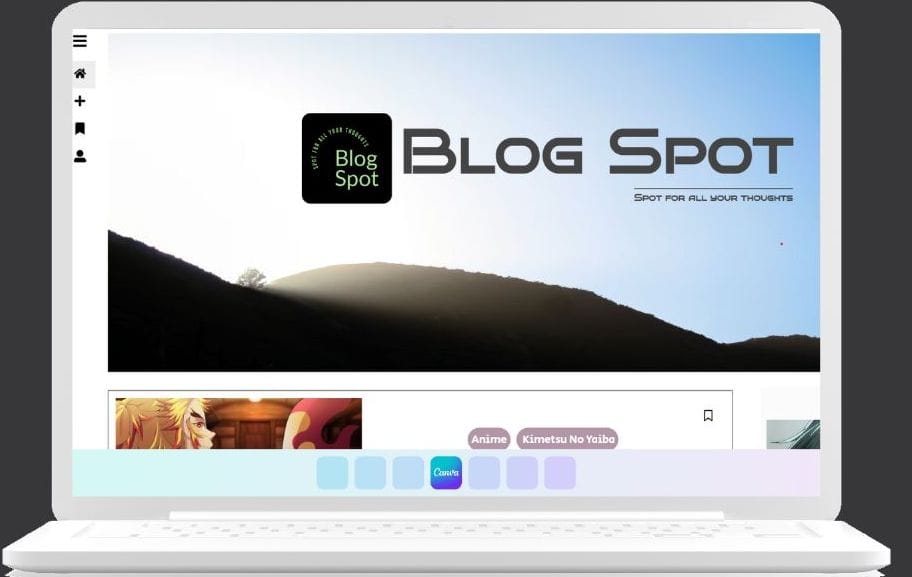 SPOT FOR ALL YOUR THOUGHTS
Blog
Spot
BLOG SPOT
SPOT FOR ALL YOUR THOUGHTS
Anime Kimetsu No Yaiba
Canva